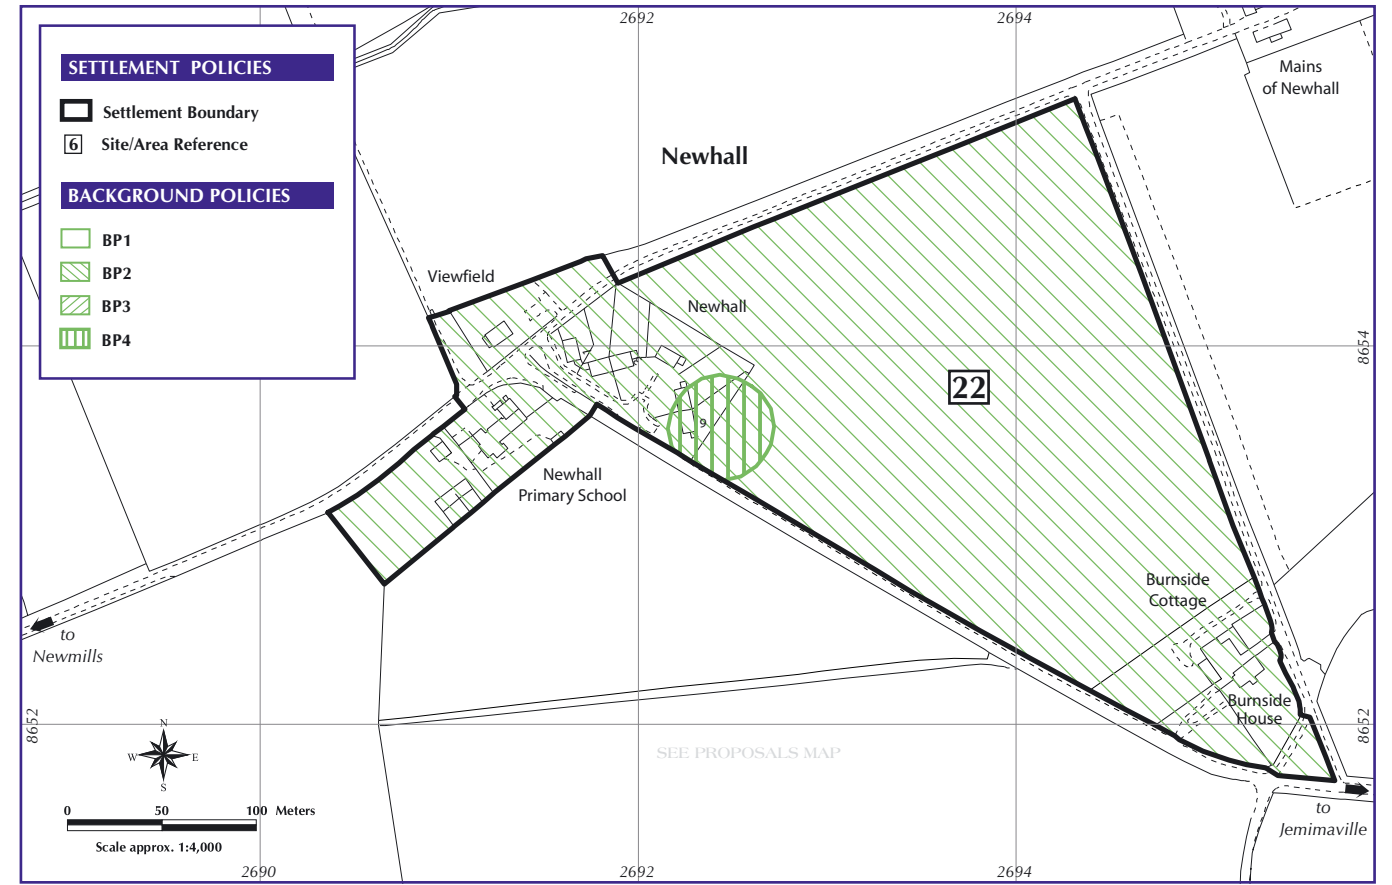 2692
2694
SETTLEMENT POLICIES
Settlement Boundary
6 Site/Area Reference
BACKGROUND POLICIES
BP1
BP2
BP3
BP4
Mains
of Newhall
Newhall
Viewfield
Newhall
8654
22
9
Newhall
Primary School
Burnside
Cottage
Burnside
House
to
Newmills
8652
8652
N
W E
S
SEE PROPOSALS MAP
0 50 100 Meters
Scale approx. 1:4,000
to
Jemimaville
2690
2692
2694